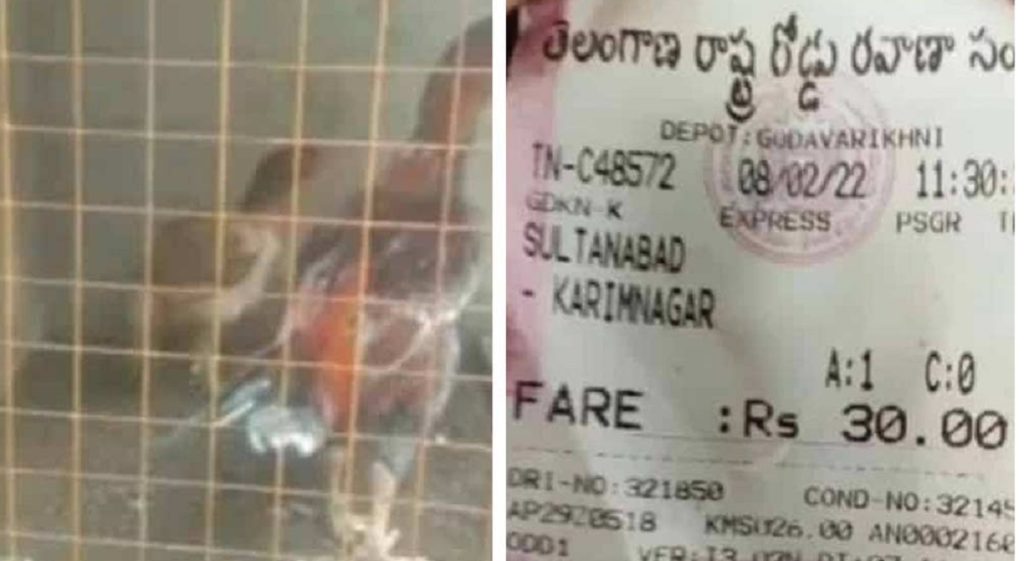 తెలంగాణ రాష్ట్ర రోడ్డు రవాణా సం
DEPOT:GODAVARIKHNI
TN-C48572 08/02/22 11:30:
GDKN-K EXPRESS PSGR
SULTANABAD
- KARIMNAGAR
A:1 C:0
FARE :Rs 30.00
DRI-NO:321850 COND-NO:32145
KMS026.00 AN0002168